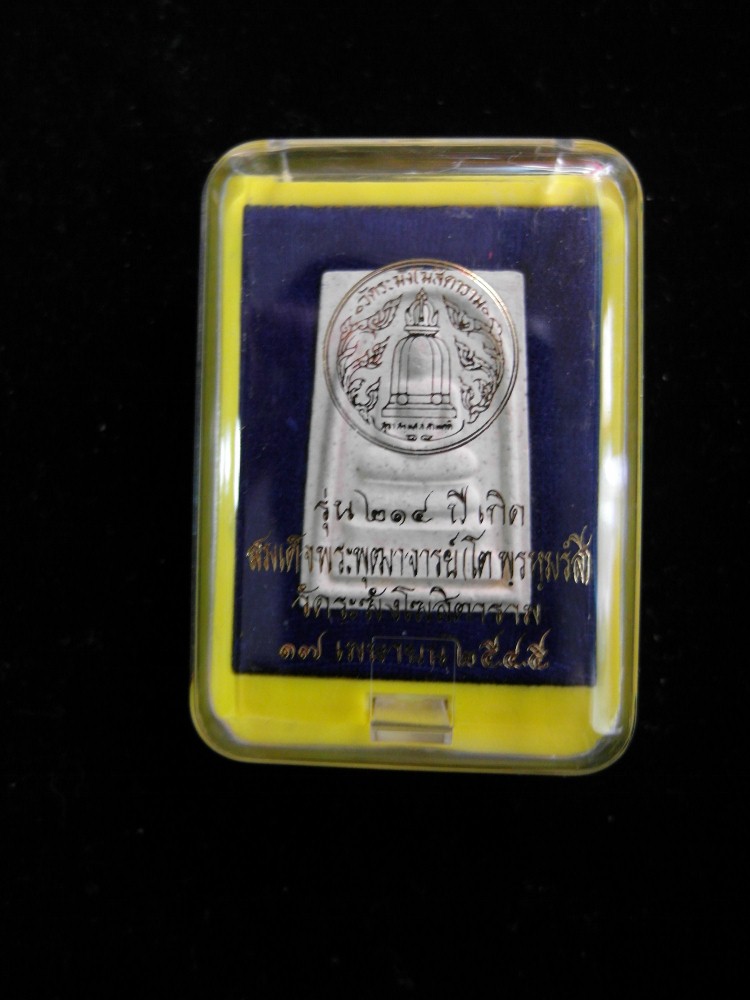 วัดระฆังโฆสิตาราม
รุ่น ๒๑๔ ปี เกิด
สมเด็จพระพุฒาจารย์(โต พฺรหฺมรํสี)
วัดระฆังโฆสิตาราม
๑๗ เมษายน ๒๕๔๕